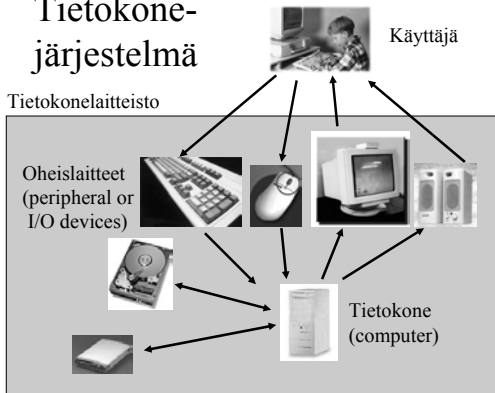 Tietokone-
järjestelmä
Käyttäjä
Tietokonelaitteisto
Oheislaitteet
(peripheral or
I/O devices)
Tietokone
(computer)